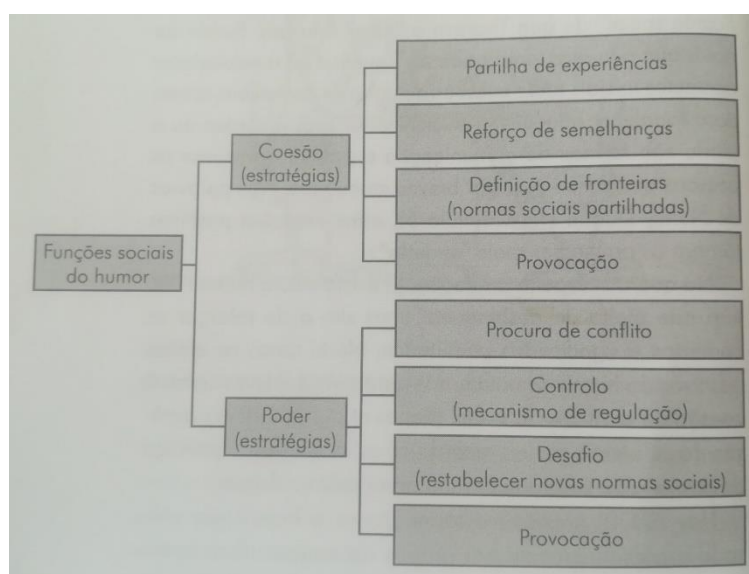 Funções sociais
do humor
Coesão
(estratégias)
Partilha de experiências
Reforço de semelhanças
Definição de fronteiras
(normas sociais partilhadas)
Provocação
Poder
(estratégias)
Procura de conflito
Controlo
(mecanismo de regulação)
Desafio
(restabelecer novas normas sociais)
Provocação